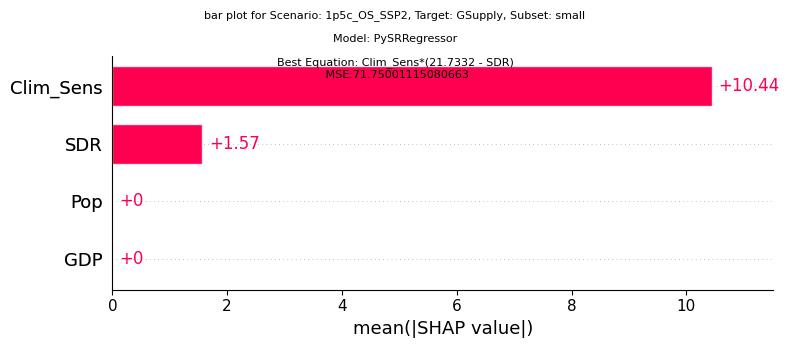 bar plot for Scenario: 1p5c_OS_SSP2, Target: GSupply, Subset: small
Model: PySRRegressor
Best Equation: Clim_Sens*(21.7332 - SDR)
MSE:71.75001115080663
Clim_Sens
+10.44
SDR
+1.57
Pop
+0
GDP
+0
0 2 4 6 8 10
mean(|SHAP value|)